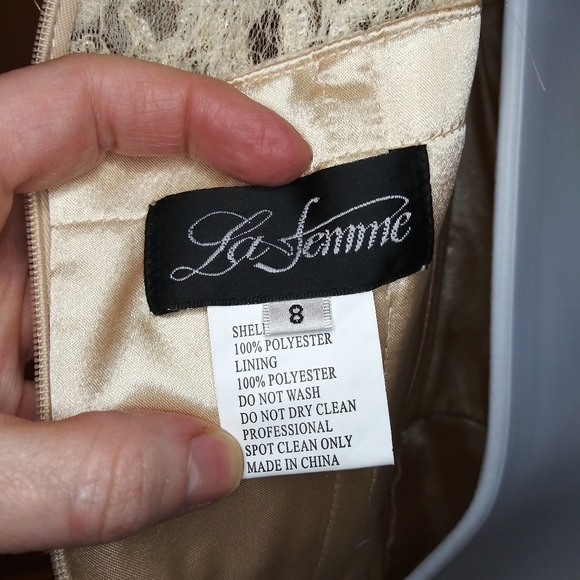 La Femme
8
SHELL
100% POLYESTER
LINING
100% POLYESTER
DO NOT WASH
DO NOT DRY CLEAN
PROFESSIONAL
SPOT CLEAN ONLY
MADE IN CHINA